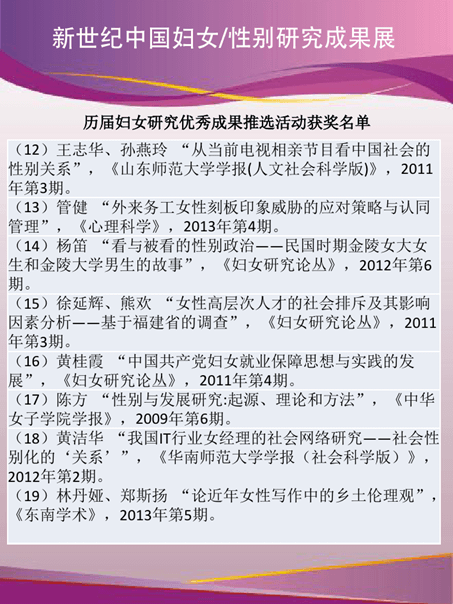 新世纪中国妇女/性别研究成果展
历届妇女研究优秀成果推选活动获奖名单
（12）王志华、孙燕玲 “从当前电视相亲节目看中国社会的
性别关系”，《山东师范大学学报(人文社会科学版)》，2011
年第3期。
（13）管健 “外来务工女性刻板印象威胁的应对策略与认同
管理”，《心理科学》，2013年第4期。
（14）杨笛 “看与被看的性别政治——民国时期金陵女大女
生和金陵大学男生的故事”，《妇女研究论丛》，2012年第6
期。
（15）徐延辉、熊欢 “女性高层次人才的社会排斥及其影响
因素分析——基于福建省的调查”，《妇女研究论丛》，2011
年第3期。
（16）黄桂霞 “中国共产党妇女就业保障思想与实践的发
展”，《妇女研究论丛》，2011年第4期。
（17）陈方 “性别与发展研究:起源、理论和方法”，《中华
女子学院学报》，2009年第6期。
（18）黄洁华 “我国IT行业女经理的社会网络研究——社会性
别化的‘关系’”，《华南师范大学学报（社会科学版）》，
2012年第2期。
（19）林丹娅、郑斯扬 “论近年女性写作中的乡土伦理观”，
《东南学术》，2013年第5期。